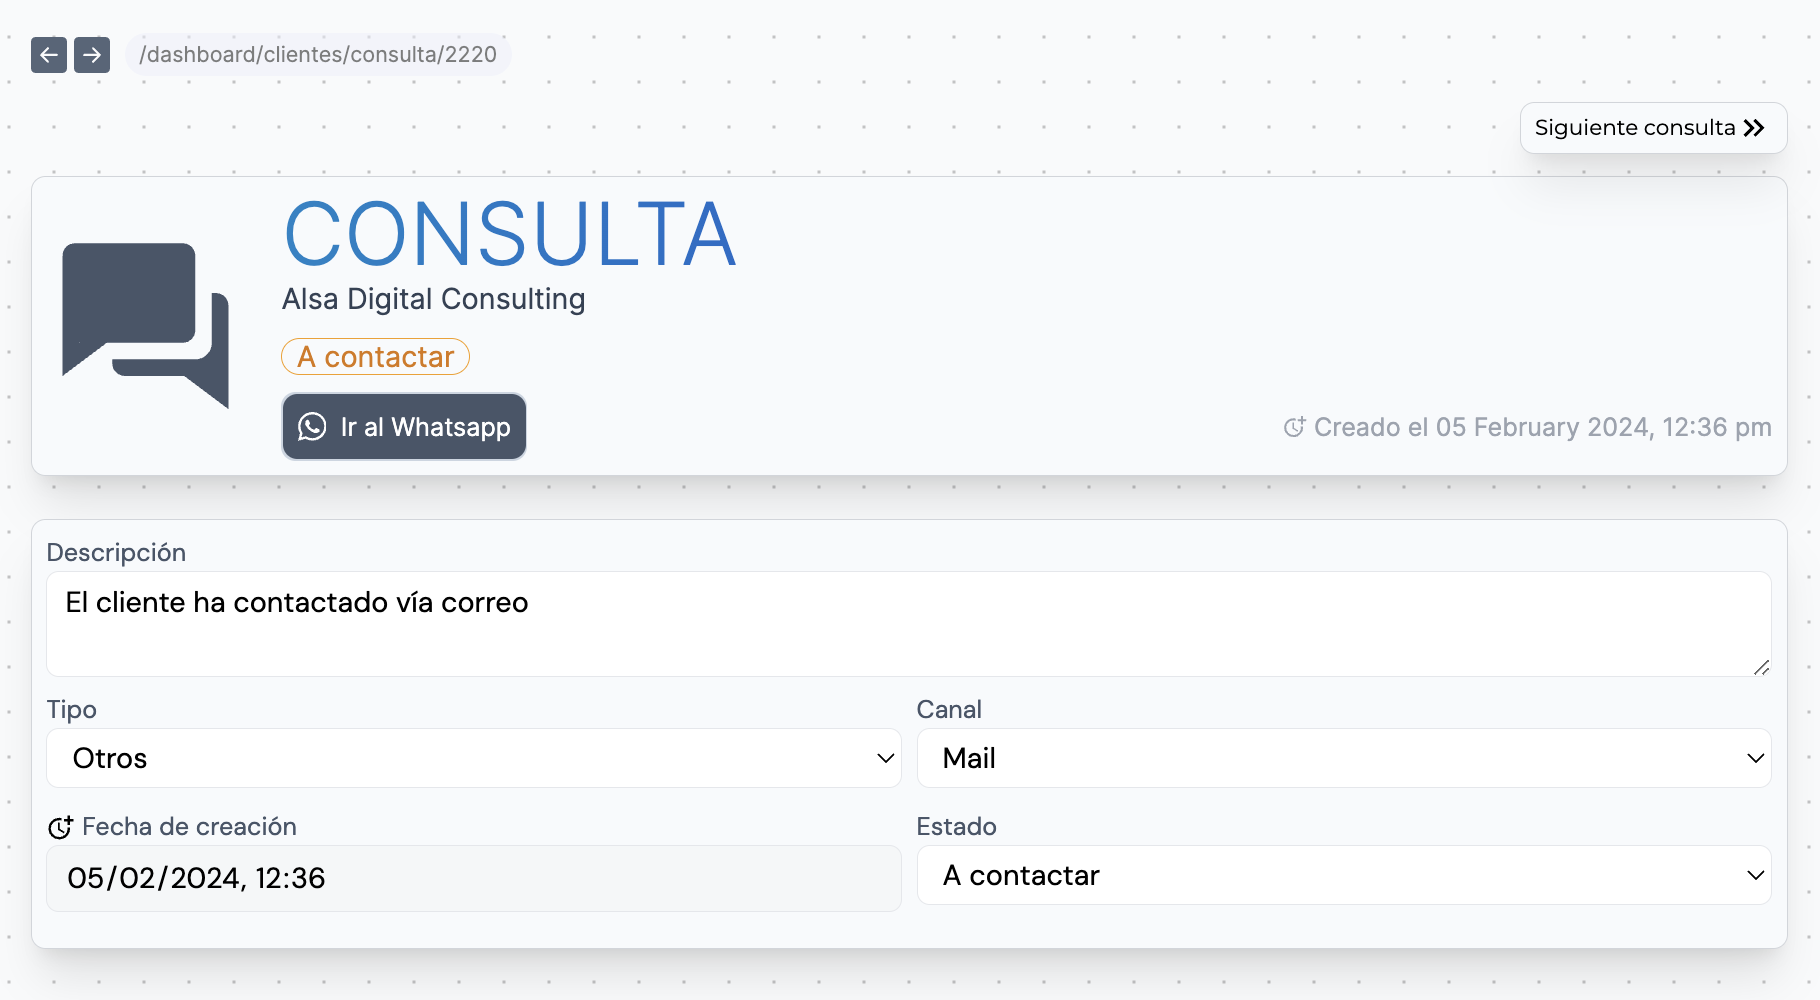 /dashboard/clientes/consulta/2220
Siguiente consulta
CONSULTA
Alsa Digital Consulting
A contactar
Ir al Whatsapp
Creado el 05 February 2024, 12:36 pm
Descripción
El cliente ha contactado vía correo
Tipo
Canal
Otros
Mail
Fecha de creación
Estado
05/02/2024, 12:36
A contactar